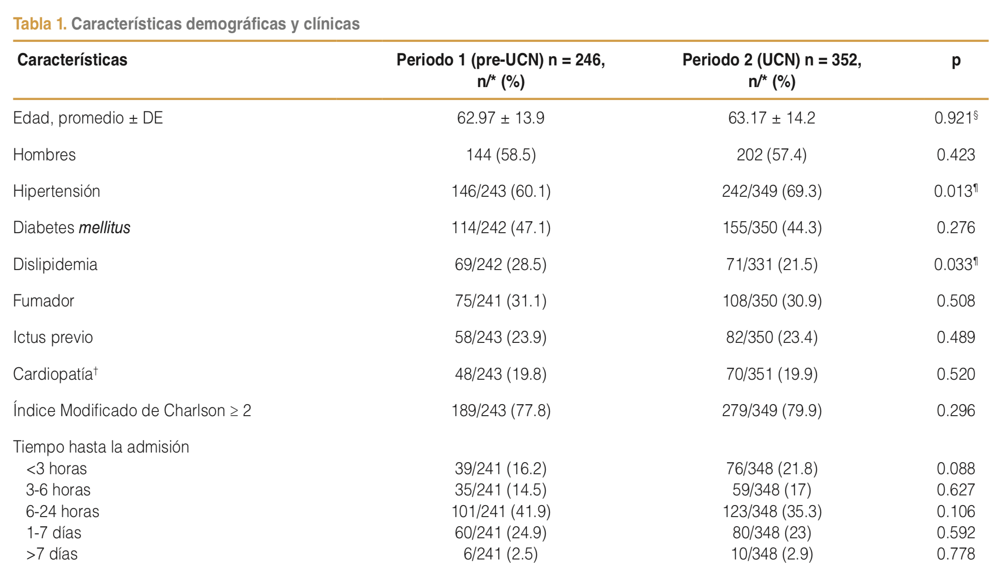 Tabla 1. Características demográficas y clínicas
Características Periodo 1 (pre-UCN) n = 246, n/* (%) Periodo 2 (UCN) n = 352, n/* (%) p
Edad, promedio ± DE 62.97 ± 13.9 63.17 ± 14.2 0.921§
Hombres 144 (58.5) 202 (57.4) 0.423
Hipertensión 146/243 (60.1) 242/349 (69.3) 0.013¶
Diabetes mellitus 114/242 (47.1) 155/350 (44.3) 0.276
Dislipidemia 69/242 (28.5) 71/331 (21.5) 0.033¶
Fumador 75/241 (31.1) 108/350 (30.9) 0.508
Ictus previo 58/243 (23.9) 82/350 (23.4) 0.489
Cardiopatía† 48/243 (19.8) 70/351 (19.9) 0.520
Índice Modificado de Charlson ≥ 2 189/243 (77.8) 279/349 (79.9) 0.296
Tiempo hasta la admisión
<3 horas 39/241 (16.2) 76/348 (21.8) 0.088
3-6 horas 35/241 (14.5) 59/348 (17) 0.627
6-24 horas 101/241 (41.9) 123/348 (35.3) 0.106
1-7 días 60/241 (24.9) 80/348 (23) 0.592
>7 días 6/241 (2.5) 10/348 (2.9) 0.778